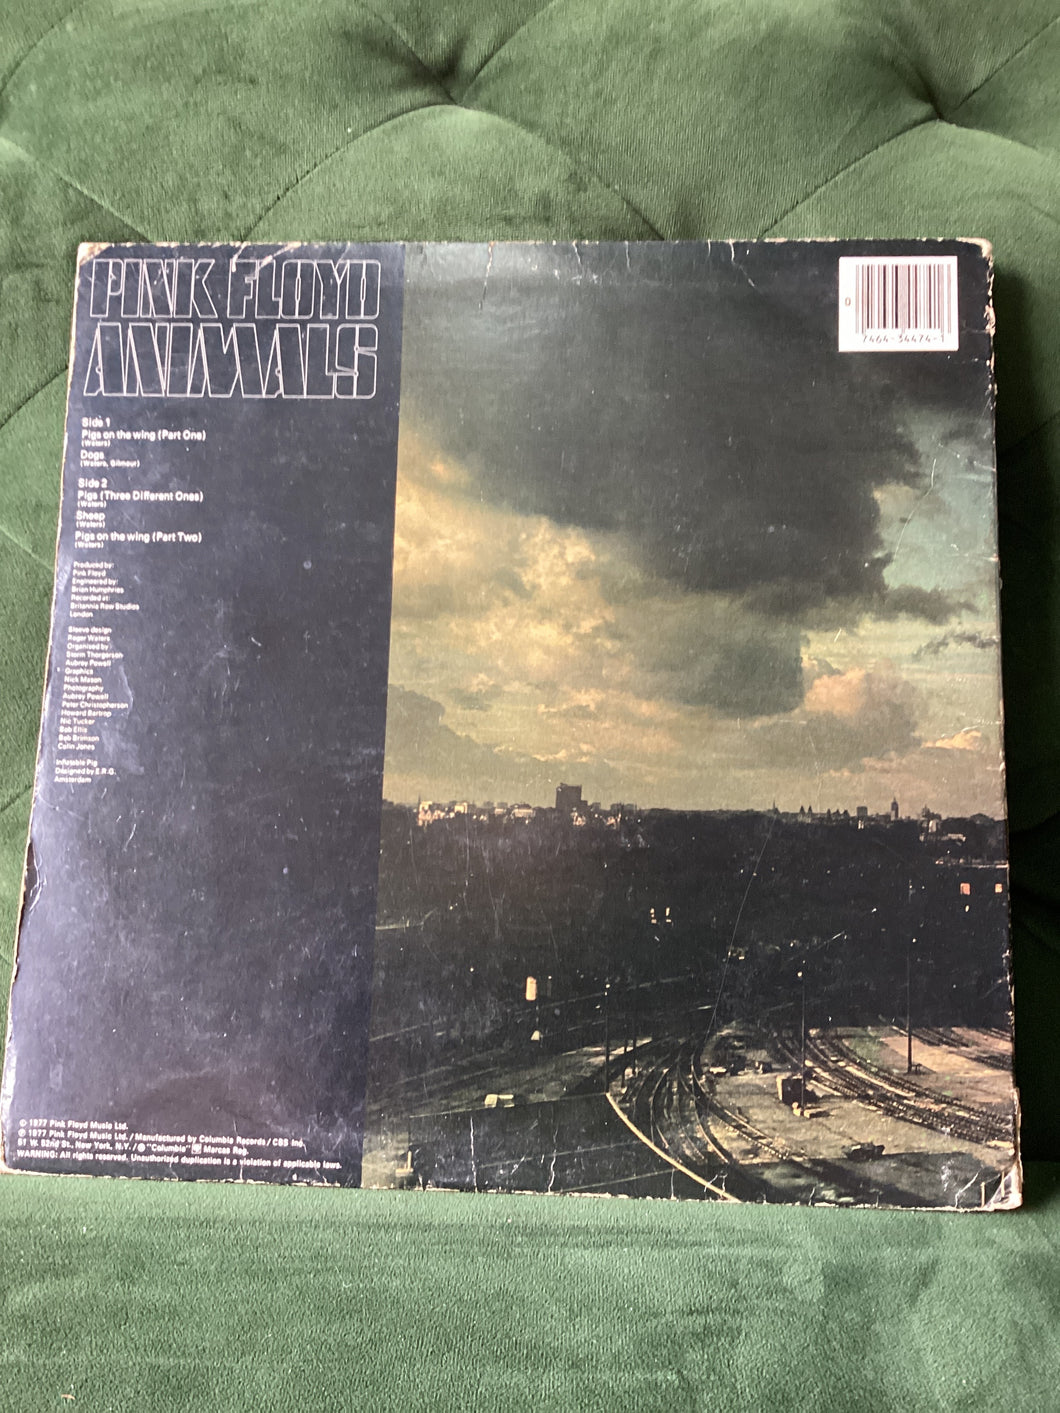 PINK FLOYD
ANIMALS
0
7464-34474-1
Side 1
Pigs on the wing (Part One)
(Waters)
Dogs
(Waters, Gilmour)
Side 2
Pigs (Three Different Ones)
(Waters)
Sheep
(Waters)
Pigs on the wing (Part Two)
(Waters)
Produced by:
Pink Floyd
Engineered by:
Brian Humphries
Recorded at:
Britannia Row Studios
London
Sleeve design
Roger Waters
Organised by
Storm Thorgerson
Aubrey Powell
Graphics
Nick Mason
Photography
Aubrey Powell
Peter Christopherson
Howard Bartrop
Nic Tucker
Bob Ellis
Rob Brimson
Colin Jones
Inflatable Pig
Designed by E.R.G.
Amsterdam
© 1977 Pink Floyd Music Ltd.
℗ 1977 Pink Floyd Music Ltd. / Manufactured by Columbia Records / CBS Inc.
51 W. 52nd St., New York, N.Y. / ® "Columbia" Marcas Reg.
WARNING: All rights reserved. Unauthorized duplication is a violation of applicable laws.